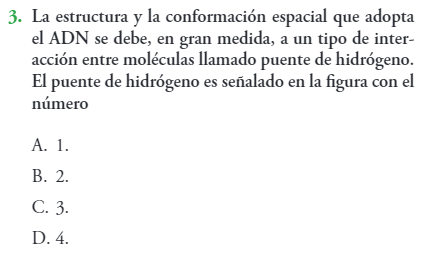 3. La estructura y la conformación espacial que adopta
el ADN se debe, en gran medida, a un tipo de inter-
acción entre moléculas llamado puente de hidrógeno.
El puente de hidrógeno es señalado en la figura con el
número
A. 1.
B. 2.
C. 3.
D. 4.